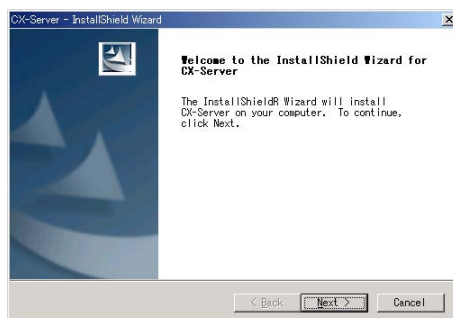 CX-Server - InstallShield Wizard
Welcome to the InstallShield Wizard for
CX-Server
The InstallShieldR Wizard will install
CX-Server on your computer. To continue,
click Next.
< Back
Next >
Cancel